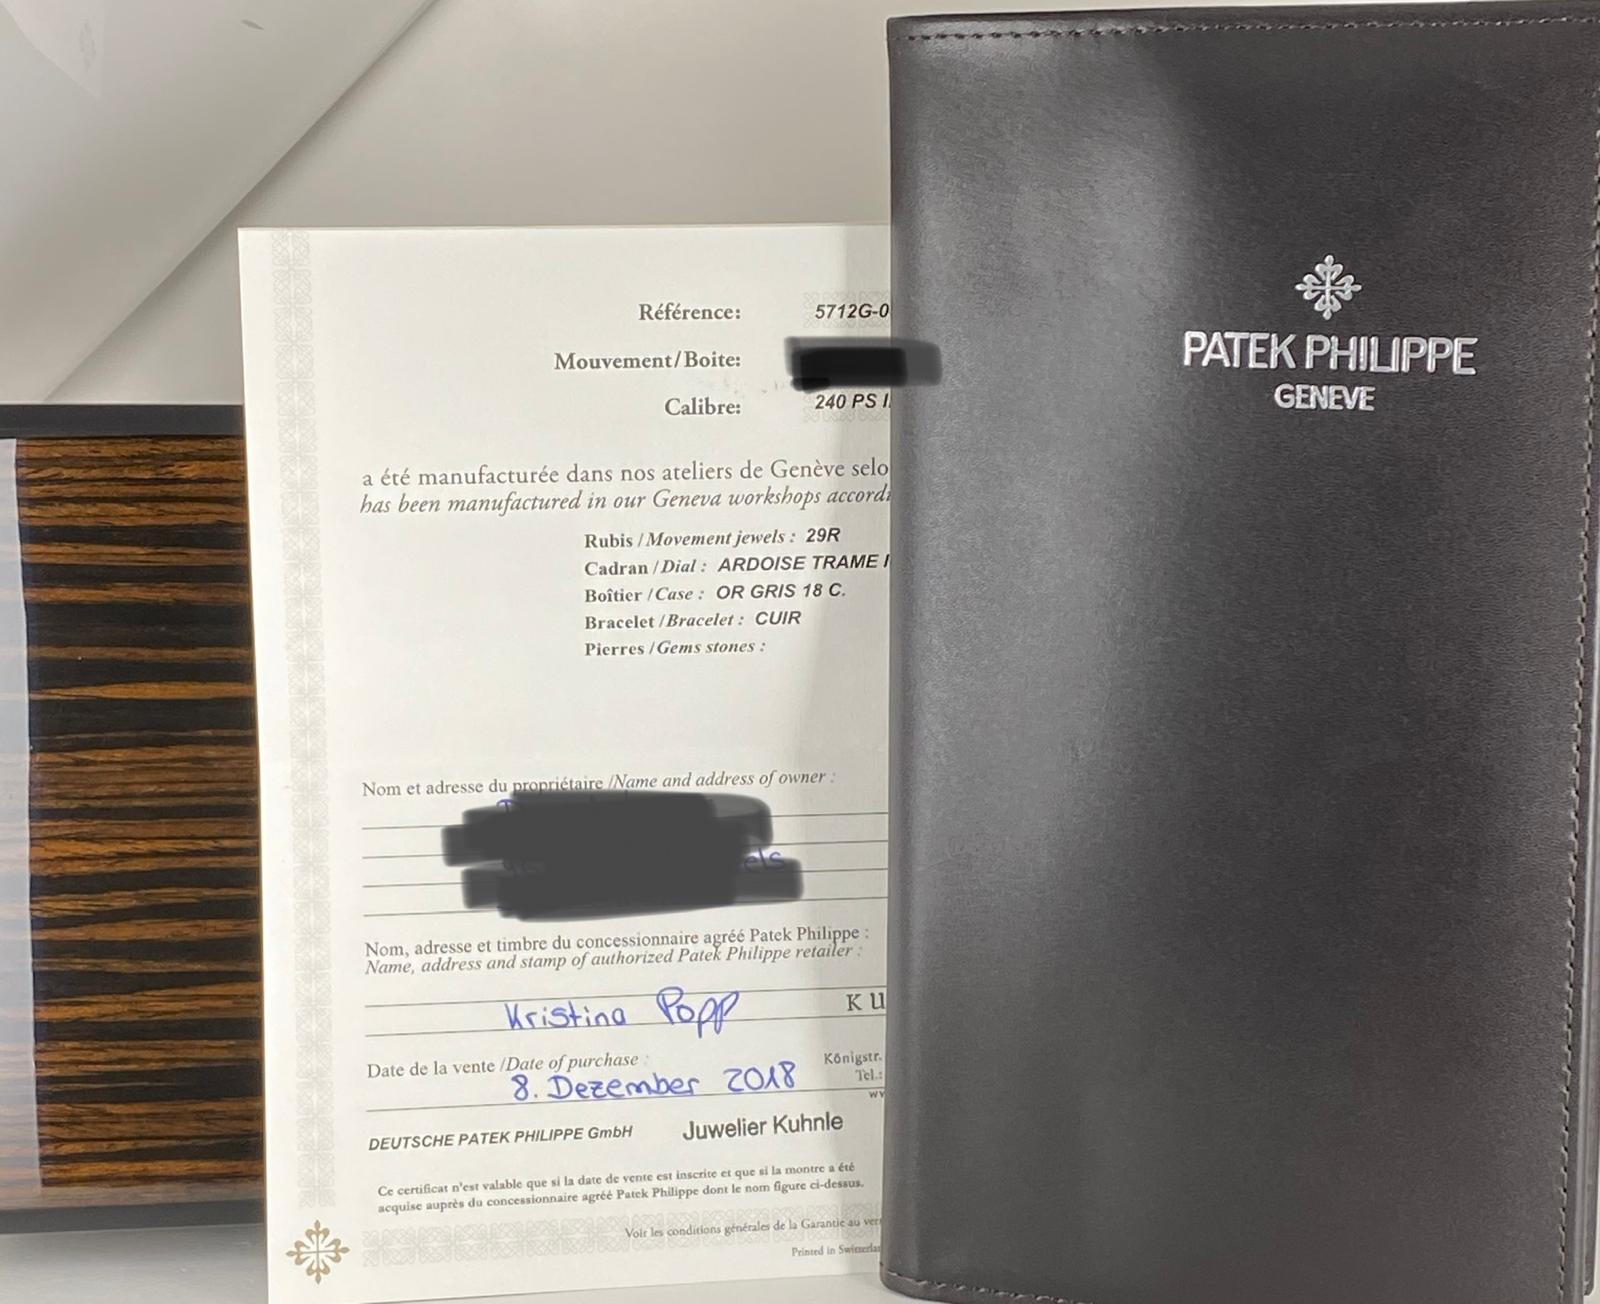 Référence: 5712G-0
Mouvement/Boite:
Calibre: 240 PS I
a été manufacturée dans nos ateliers de Genève selo
has been manufactured in our Geneva workshops accordi
Rubis / Movement jewels : 29R
Cadran / Dial : ARDOISE TRAME
Boîtier / Case : OR GRIS 18 C.
Bracelet / Bracelet : CUIR
Pierres / Gems stones :
Nom et adresse du propriétaire /Name and address of owner :
els
Nom, adresse et timbre du concessionnaire agréé Patek Philippe :
Name, address and stamp of authorized Patek Philippe retailer :
Kristina Popp KU
Königstr.
Tel.:
Date de la vente /Date of purchase :
8. Dezember 2018
DEUTSCHE PATEK PHILIPPE GmbH Juwelier Kuhnle
Ce certificat n'est valable que si la date de vente est inscrite et que si la montre a été
acquise auprès du concessionnaire agréé Patek Philippe dont le nom figure ci-dessus.
Voir les conditions générales de la Garantie au ver
Printed in Switzerla
PATEK PHILIPPE
GENEVE